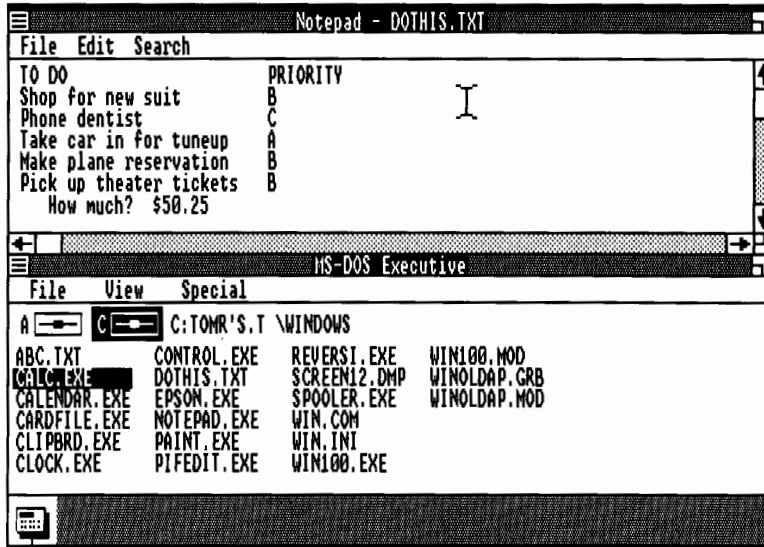 Notepad - DOTHIS.TXT
File Edit Search
TO DO PRIORITY
Shop for new suit B
Phone dentist C
Take car in for tuneup A
Make plane reservation B
Pick up theater tickets B
How much? $50.25
MS-DOS Executive
File View Special
A C C:TOMR'S.T \WINDOWS
ABC.TXT CONTROL.EXE REVERSI.EXE WIN100.MOD
CALC.EXE DOTHIS.TXT SCREEN12.DMP WINOLDAP.GRB
CALENDAR.EXE EPSON.EXE SPOOLER.EXE WINOLDAP.MOD
CARDFILE.EXE NOTEPAD.EXE WIN.COM
CLIPBRD.EXE PAINT.EXE WIN.INI
CLOCK.EXE PIFEDIT.EXE WIN100.EXE